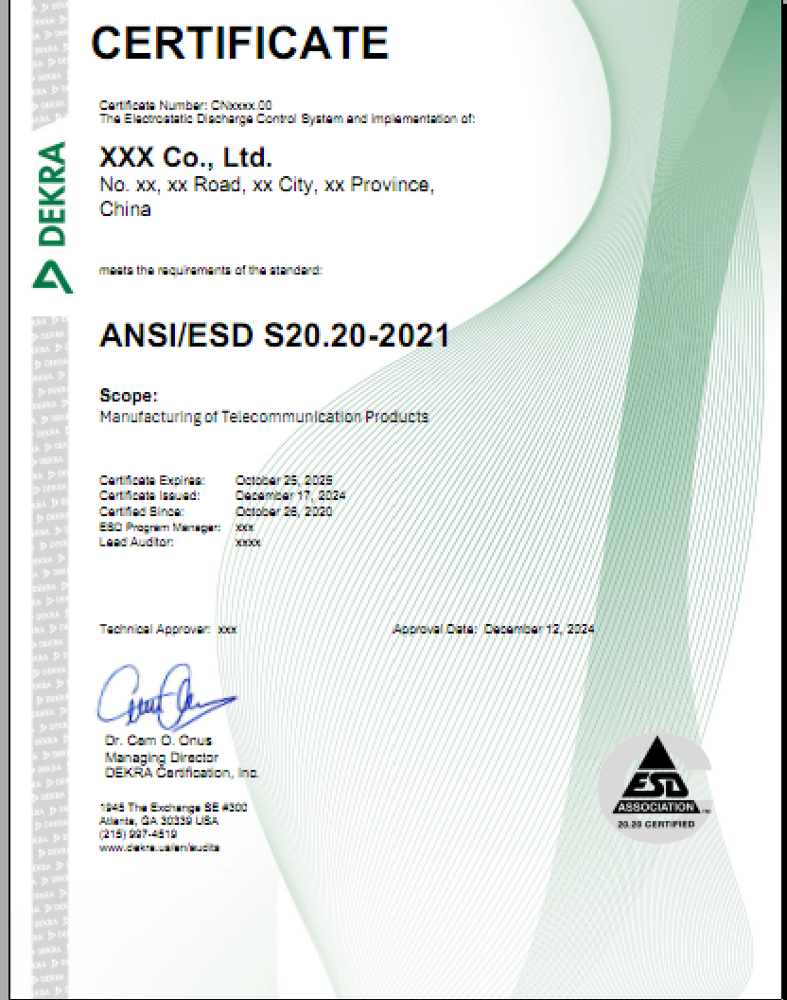 CERTIFICATE
Certificate Number: CNxxxx.00
The Electrostatic Discharge Control System and implementation of:
XXX Co., Ltd.
No. xx, xx Road, xx City, xx Province,
China
DEKRA
meets the requirements of the standard:
ANSI/ESD S20.20-2021
Scope:
Manufacturing of Telecommunication Products
Certificate Expires: October 25, 2026
Certificate Issued: December 17, 2024
Certified Since: October 26, 2020
ESD Program Manager: xxx
Lead Auditor: xxxx
Technical Approver: xxx Approval Date: December 12, 2024
Dr. Cem O. Onus
Managing Director
DEKRA Certification, Inc.
1945 The Exchange SE #300
Atlanta, GA 30339 USA
(215) 997-4519
www.dekra.us/en/audits
ESD
ASSOCIATION TM
20.20 CERTIFIED